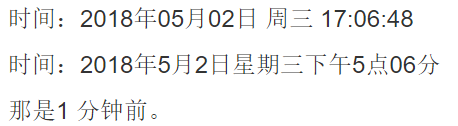 时间：2018年05月02日 周三 17:06:48
时间：2018年5月2日星期三下午5点06分
那是1 分钟前。